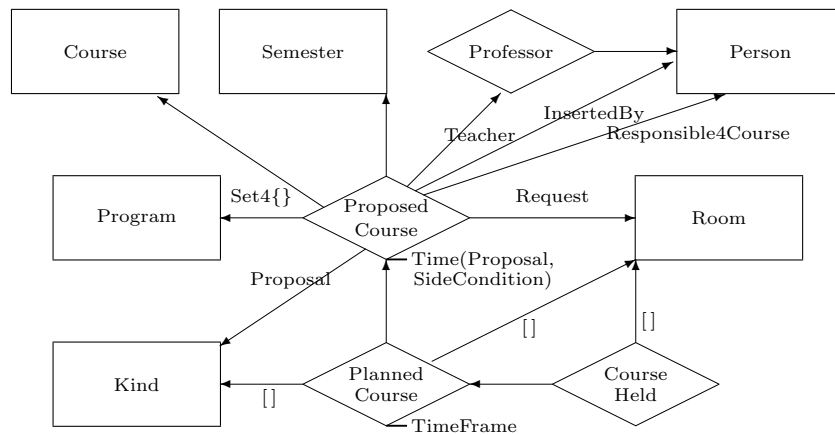 Course
Semester
Professor
Person
InsertedBy
Teacher
Responsible4Course
Set4{}
Request
Program
Proposed
Course
Room
Time(Proposal,
SideCondition)
Proposal
[ ]
[ ]
Kind
[ ]
Planned
Course
Course
Held
TimeFrame